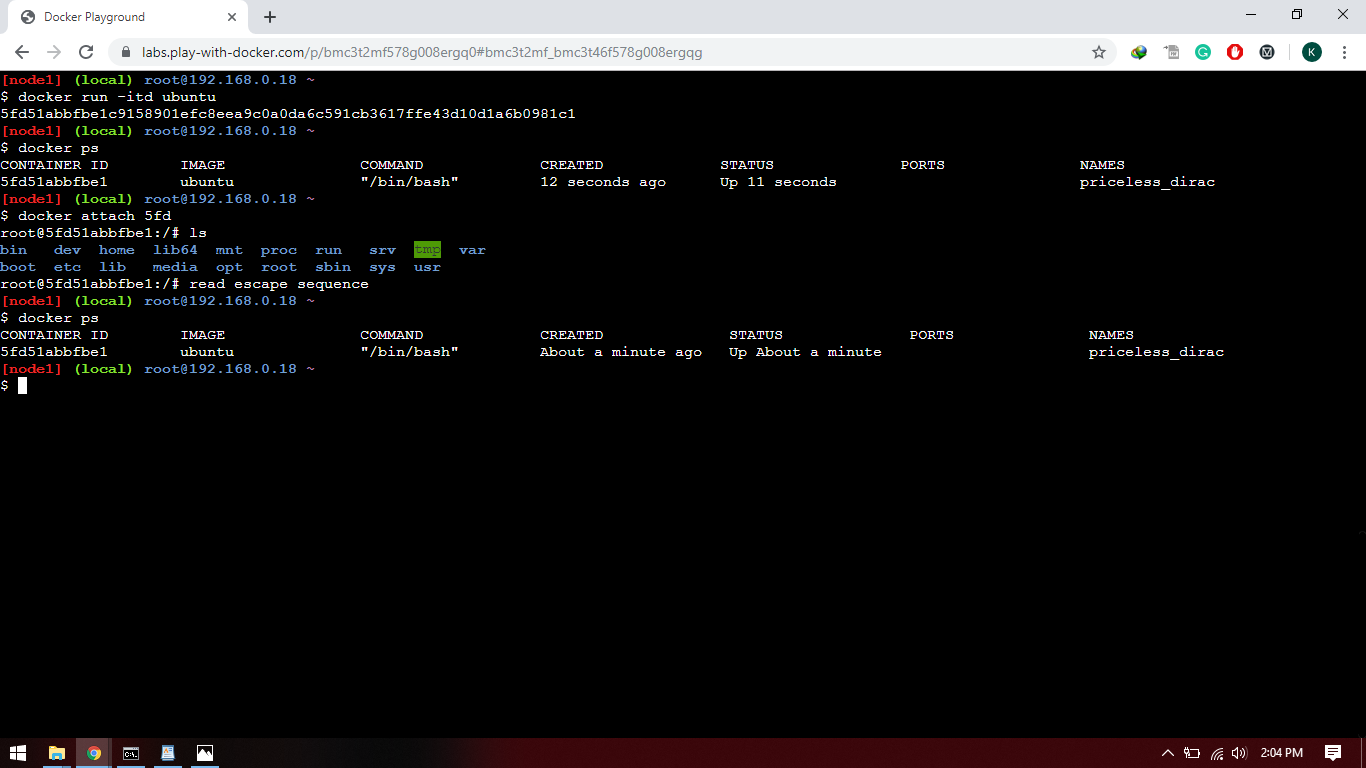 Docker Playground
labs.play-with-docker.com/p/bmc3t2mf578g008ergq0#bmc3t2mf_bmc3t46f578g008ergqg
K
[node1] (local) root@192.168.0.18 ~
$ docker run -itd ubuntu
5fd51abbfbe1c9158901efc8eea9c0a0da6c591cb3617ffe43d10d1a6b0981c1
[node1] (local) root@192.168.0.18 ~
$ docker ps
CONTAINER ID IMAGE COMMAND CREATED STATUS PORTS NAMES
5fd51abbfbe1 ubuntu "/bin/bash" 12 seconds ago Up 11 seconds priceless_dirac
[node1] (local) root@192.168.0.18 ~
$ docker attach 5fd
root@5fd51abbfbe1:/# ls
bin dev home lib64 mnt proc run srv tmp var
boot etc lib media opt root sbin sys usr
root@5fd51abbfbe1:/# read escape sequence
[node1] (local) root@192.168.0.18 ~
$ docker ps
CONTAINER ID IMAGE COMMAND CREATED STATUS PORTS NAMES
5fd51abbfbe1 ubuntu "/bin/bash" About a minute ago Up About a minute priceless_dirac
[node1] (local) root@192.168.0.18 ~
$
2:04 PM